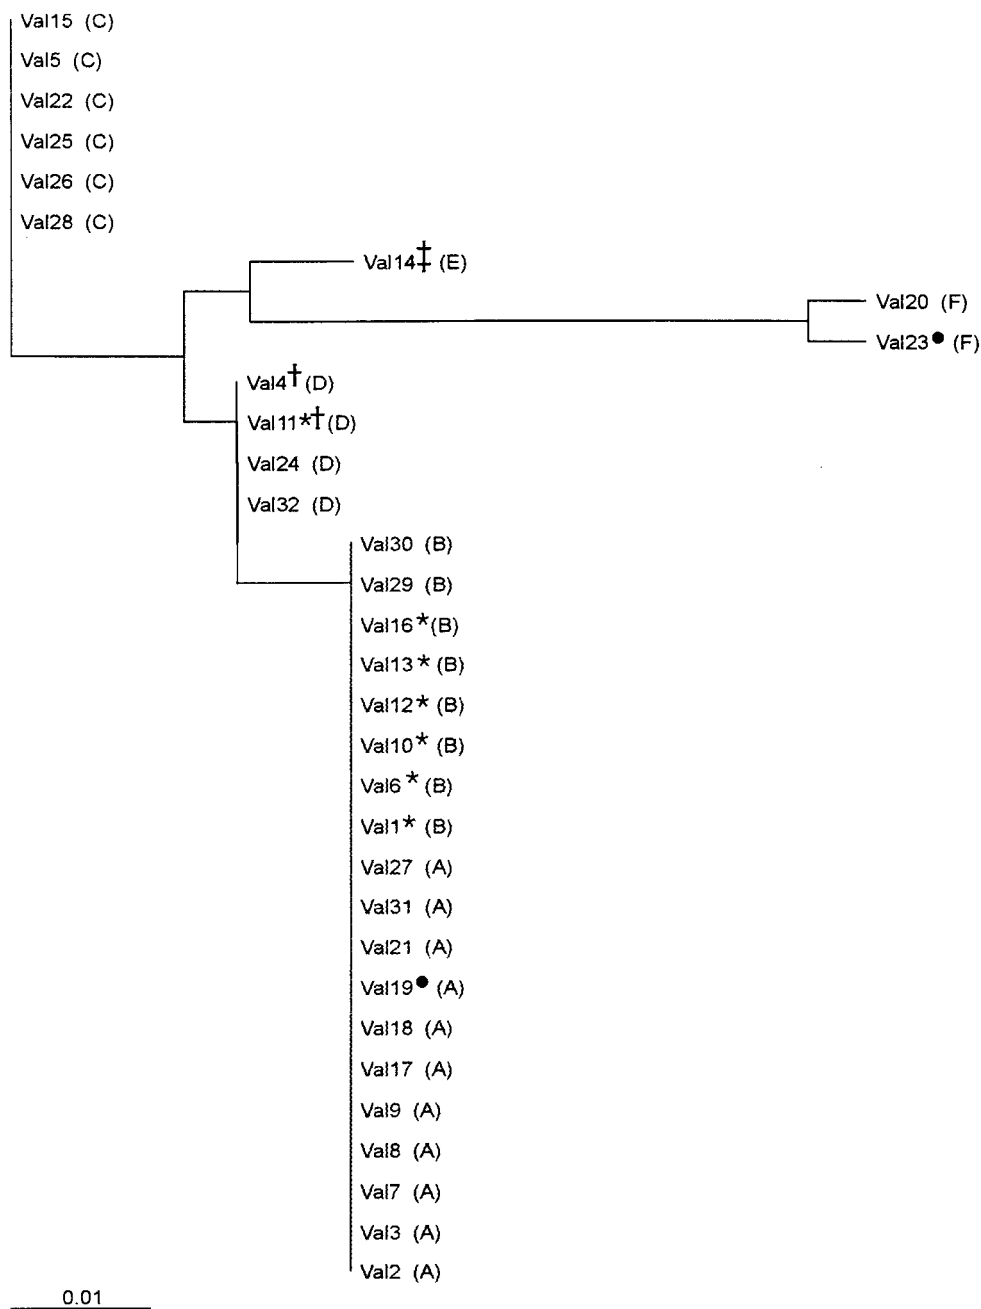 Val15 (C)
Val5 (C)
Val22 (C)
Val25 (C)
Val26 (C)
Val28 (C)
Val14‡ (E)
Val20 (F)
Val23● (F)
Val4† (D)
Val11*† (D)
Val24 (D)
Val32 (D)
Val30 (B)
Val29 (B)
Val16* (B)
Val13* (B)
Val12* (B)
Val10* (B)
Val6* (B)
Val1* (B)
Val27 (A)
Val31 (A)
Val21 (A)
Val19● (A)
Val18 (A)
Val17 (A)
Val9 (A)
Val8 (A)
Val7 (A)
Val3 (A)
Val2 (A)
0.01